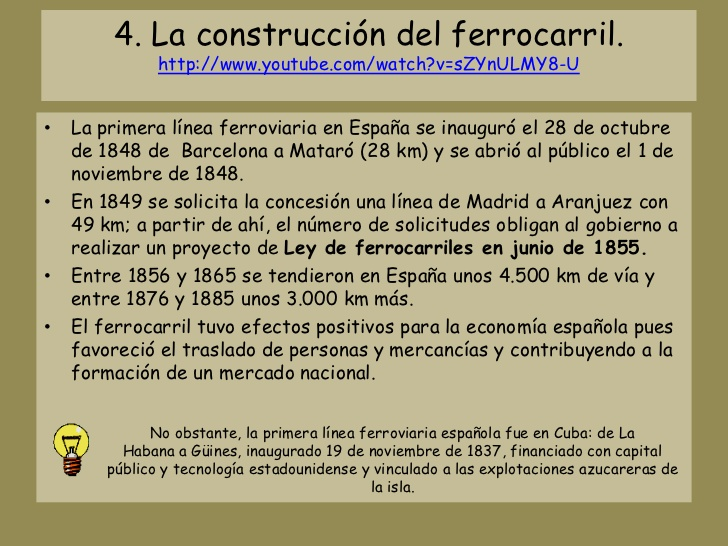 4. La construcción del ferrocarril.
http://www.youtube.com/watch?v=sZYnULMY8-U
• La primera línea ferroviaria en España se inauguró el 28 de octubre
de 1848 de Barcelona a Mataró (28 km) y se abrió al público el 1 de
noviembre de 1848.
• En 1849 se solicita la concesión una línea de Madrid a Aranjuez con
49 km; a partir de ahí, el número de solicitudes obligan al gobierno a
realizar un proyecto de Ley de ferrocarriles en junio de 1855.
• Entre 1856 y 1865 se tendieron en España unos 4.500 km de vía y
entre 1876 y 1885 unos 3.000 km más.
• El ferrocarril tuvo efectos positivos para la economía española pues
favoreció el traslado de personas y mercancías y contribuyendo a la
formación de un mercado nacional.
No obstante, la primera línea ferroviaria española fue en Cuba: de La
Habana a Güines, inaugurado 19 de noviembre de 1837, financiado con capital
público y tecnología estadounidense y vinculado a las explotaciones azucareras de
la isla.